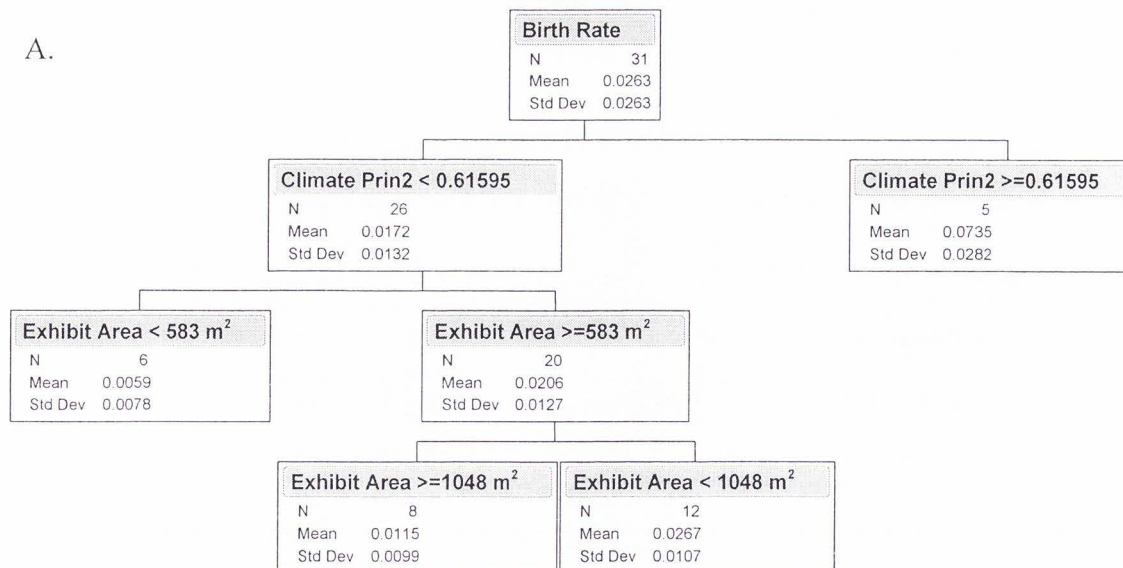 A.
Birth Rate
N 31
Mean 0.0263
Std Dev 0.0263
Climate Prin2 < 0.61595
N 26
Mean 0.0172
Std Dev 0.0132
Climate Prin2 >=0.61595
N 5
Mean 0.0735
Std Dev 0.0282
Exhibit Area < 583 m²
N 6
Mean 0.0059
Std Dev 0.0078
Exhibit Area >=583 m²
N 20
Mean 0.0206
Std Dev 0.0127
Exhibit Area >=1048 m²
N 8
Mean 0.0115
Std Dev 0.0099
Exhibit Area < 1048 m²
N 12
Mean 0.0267
Std Dev 0.0107